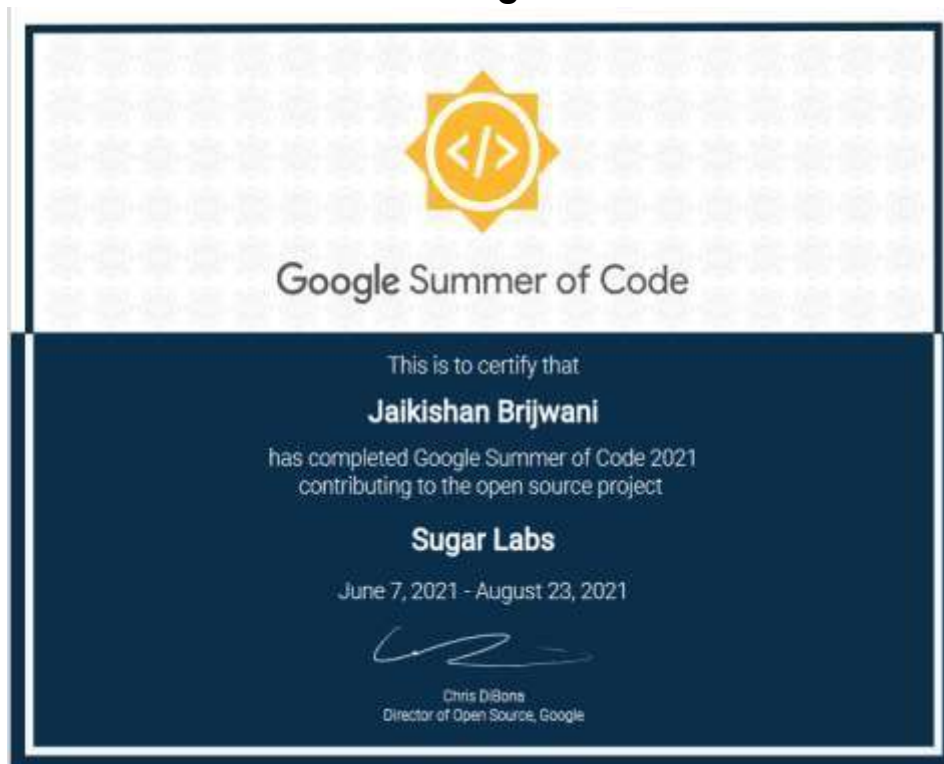 </>
Google Summer of Code
This is to certify that
Jaikishan Brijwani
has completed Google Summer of Code 2021
contributing to the open source project
Sugar Labs
June 7, 2021 - August 23, 2021
Chris DiBona
Director of Open Source, Google